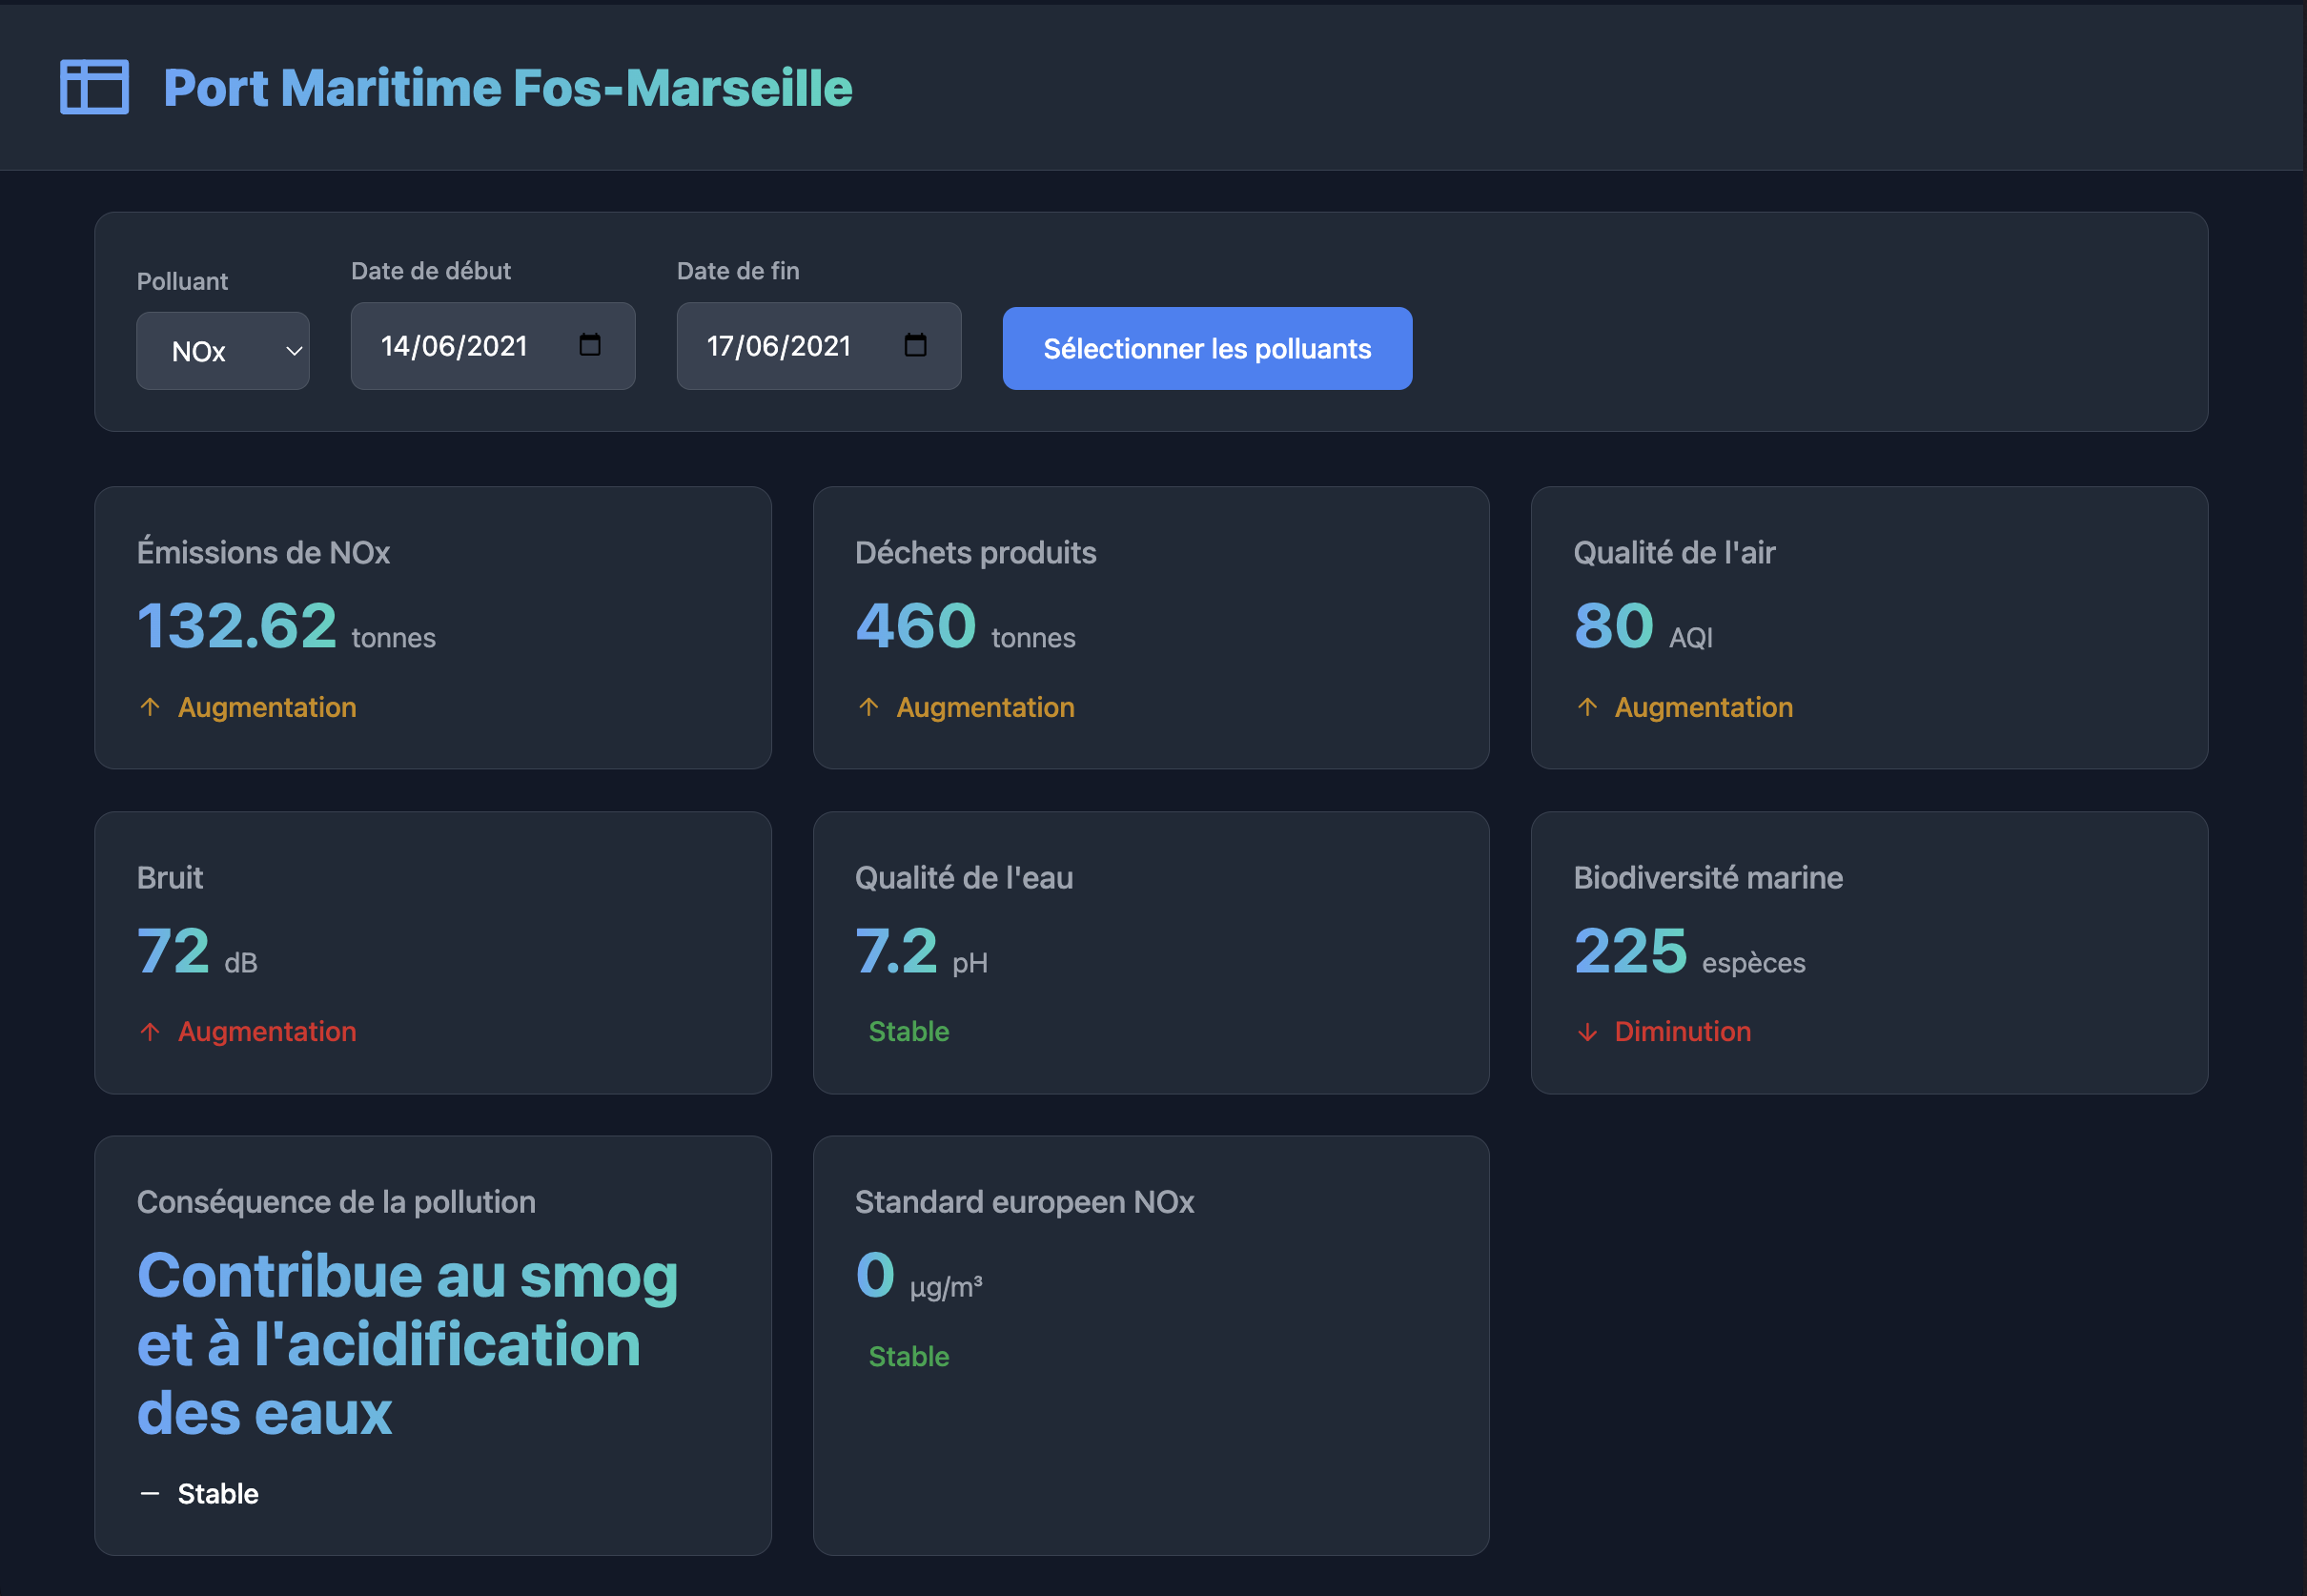 Port Maritime Fos-Marseille
Polluant
Date de début
Date de fin
NOx
14/06/2021
17/06/2021
Sélectionner les polluants
Émissions de NOx
132.62 tonnes
↑ Augmentation
Déchets produits
460 tonnes
↑ Augmentation
Qualité de l'air
80 AQI
↑ Augmentation
Bruit
72 dB
↑ Augmentation
Qualité de l'eau
7.2 pH
Stable
Biodiversité marine
225 espèces
↓ Diminution
Conséquence de la pollution
Contribue au smog
et à l'acidification
des eaux
— Stable
Standard europeen NOx
0 µg/m³
Stable